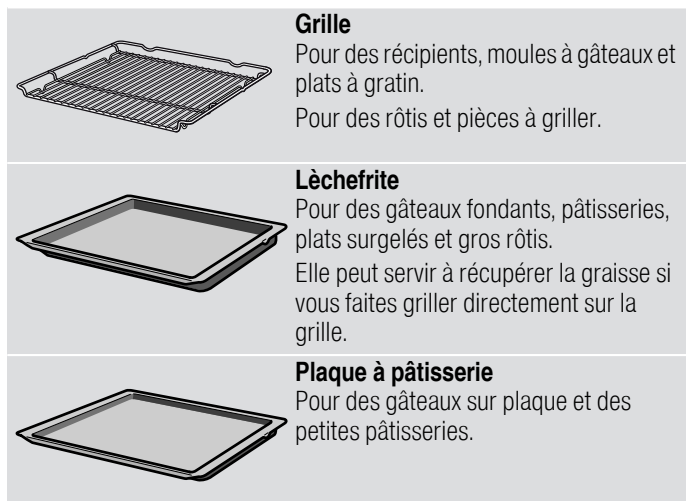 Grille
Pour des récipients, moules à gâteaux et
plats à gratin.
Pour des rôtis et pièces à griller.
Lèchefrite
Pour des gâteaux fondants, pâtisseries,
plats surgelés et gros rôtis.
Elle peut servir à récupérer la graisse si
vous faites griller directement sur la
grille.
Plaque à pâtisserie
Pour des gâteaux sur plaque et des
petites pâtisseries.